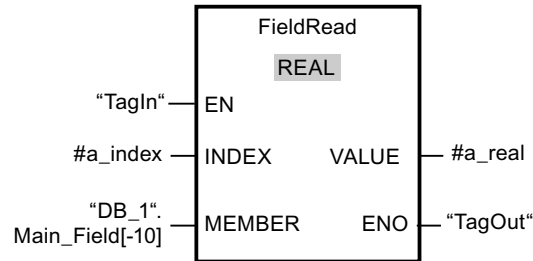 FieldRead
REAL
“TagIn“ EN
#a_index INDEX VALUE #a_real
“DB_1“.
Main_Field[-10] MEMBER ENO “TagOut“